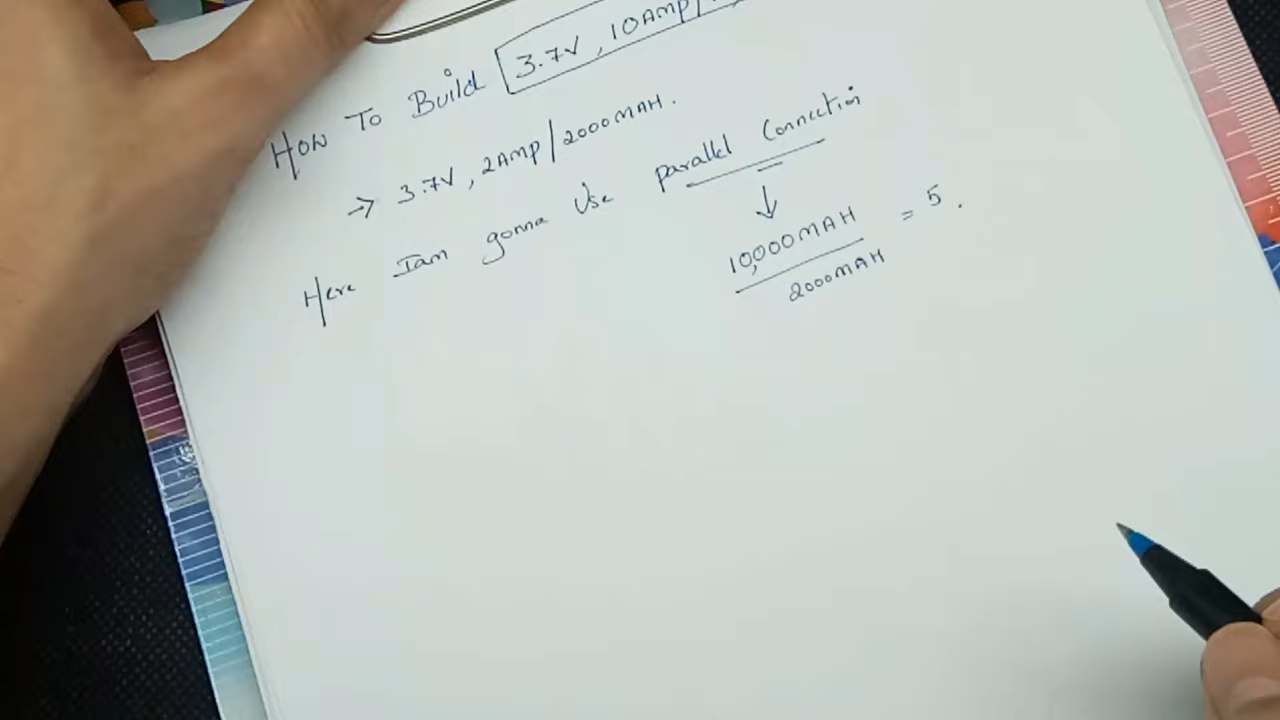 How To Build 3.7V, 10Amp/
→ 3.7V, 2Amp/2000MAH.
Here Iam gonna Use parallel Connection
↓
10,000MAH
2000MAH
= 5.